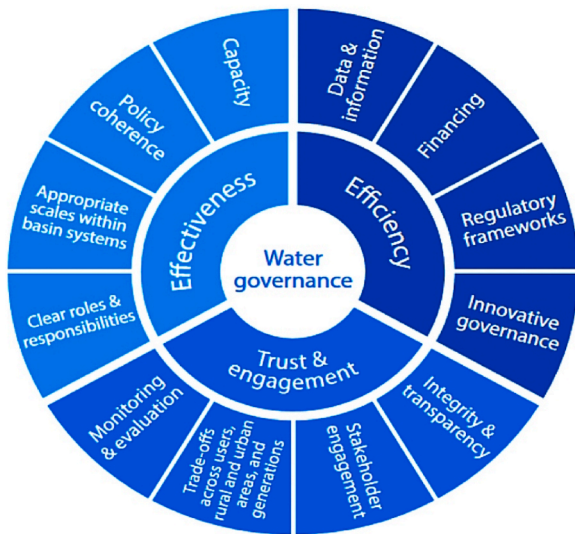 Water
governance
Effectiveness
Efficiency
Trust &
engagement
Capacity
Policy
coherence
Appropriate
scales within
basin systems
Clear roles &
responsibilities
Data &
information
Financing
Regulatory
frameworks
Innovative
governance
Integrity &
transparency
Stakeholder
engagement
Trade-offs
across users,
rural and urban
areas, and
generations
Monitoring
& evaluation